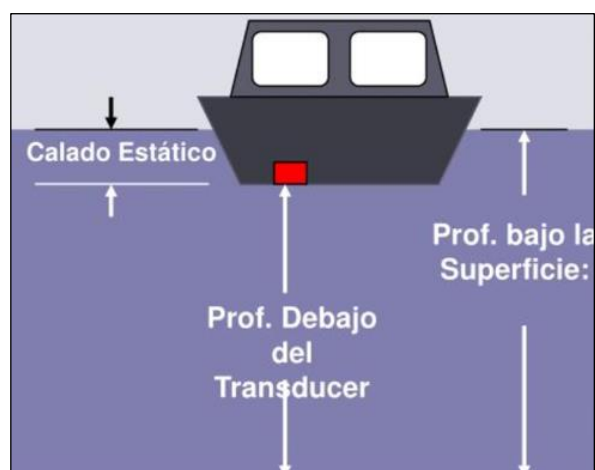 Calado Estático
Prof. bajo la
Superficie:
Prof. Debajo
del
Transducer